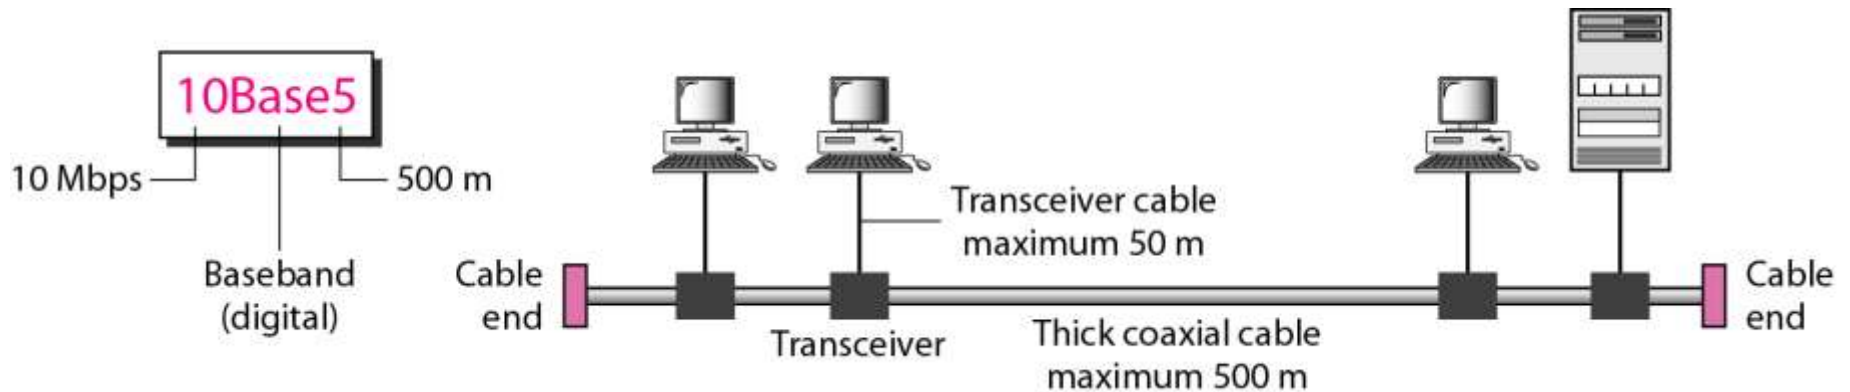 10Base5
10 Mbps
500 m
Baseband
(digital)
Cable
end
Transceiver cable
maximum 50 m
Transceiver
Thick coaxial cable
maximum 500 m
Cable
end